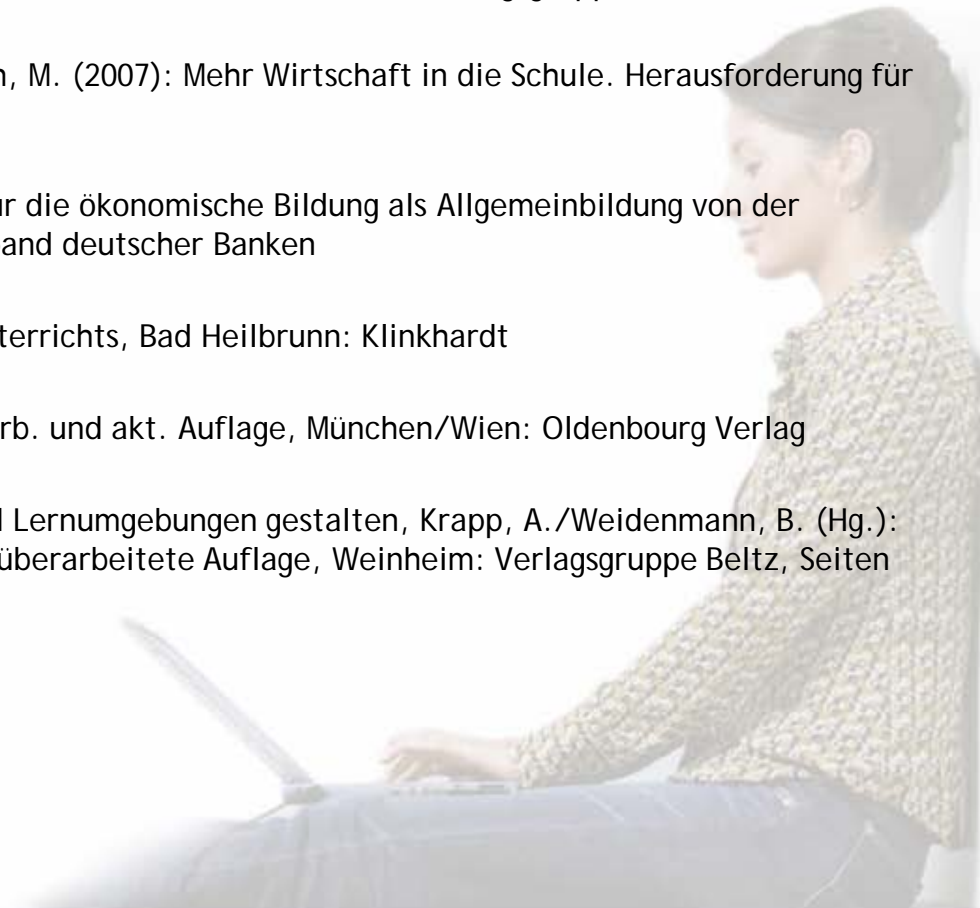 , M. (2007): Mehr Wirtschaft in die Schule. Herausforderung für
r die ökonomische Bildung als Allgemeinbildung von der
and deutscher Banken
terrichts, Bad Heilbrunn: Klinkhardt
rb. und akt. Auflage, München/Wien: Oldenbourg Verlag
Lernumgebungen gestalten, Krapp, A./Weidenmann, B. (Hg.):
überarbeitete Auflage, Weinheim: Verlagsgruppe Beltz, Seiten